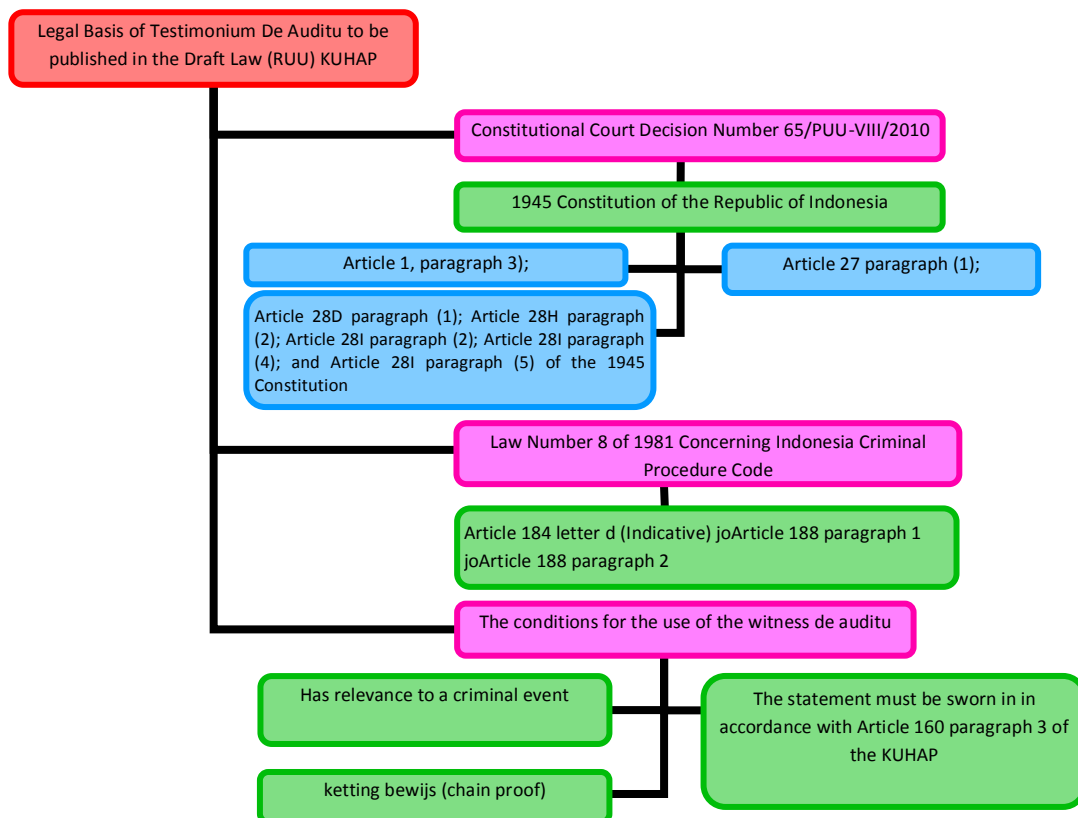 Legal Basis of Testimonium De Auditu to be
published in the Draft Law (RUU) KUHAP
Constitutional Court Decision Number 65/PUU-VIII/2010
1945 Constitution of the Republic of Indonesia
Article 1, paragraph 3);
Article 27 paragraph (1);
Article 28D paragraph (1); Article 28H paragraph
(2); Article 28I paragraph (2); Article 28I paragraph
(4); and Article 28I paragraph (5) of the 1945
Constitution
Law Number 8 of 1981 Concerning Indonesia Criminal
Procedure Code
Article 184 letter d (Indicative) joArticle 188 paragraph 1
joArticle 188 paragraph 2
The conditions for the use of the witness de auditu
Has relevance to a criminal event
The statement must be sworn in in
accordance with Article 160 paragraph 3 of
the KUHAP
ketting bewijs (chain proof)